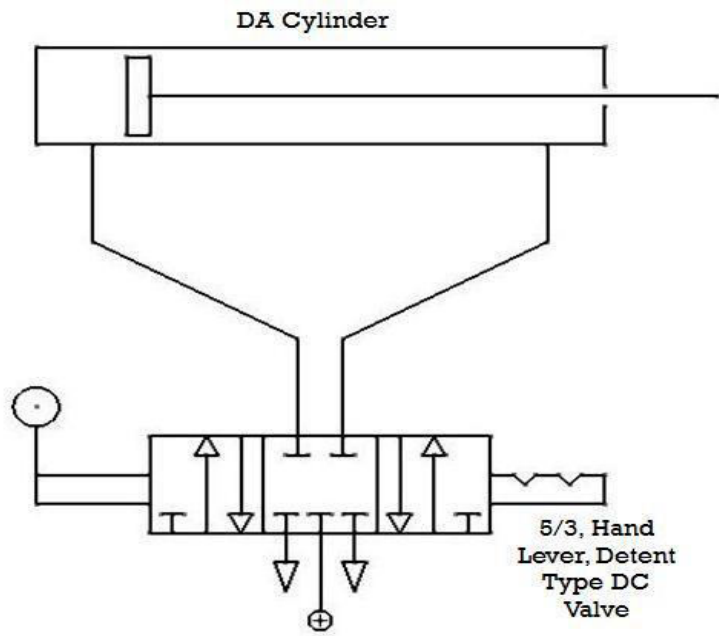 DA Cylinder
5/3, Hand
Lever, Detent
Type DC
Valve